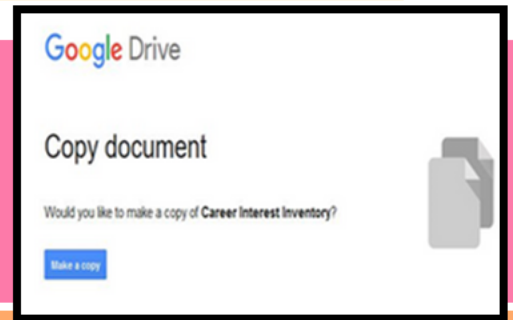 Google Drive
Copy document
Would you like to make a copy of Career Interest Inventory?
Make a copy